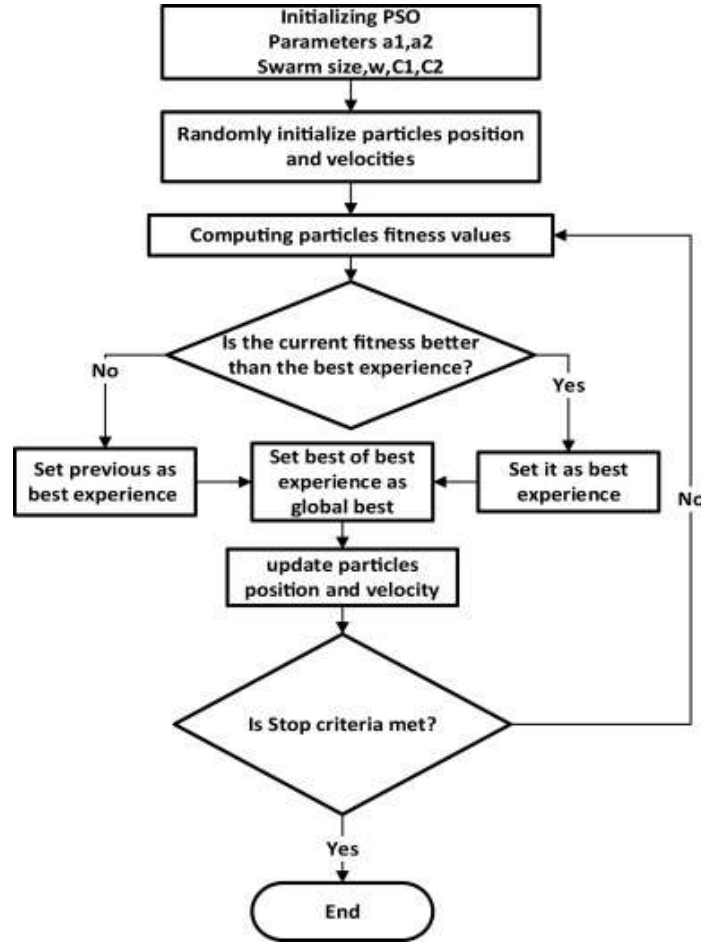 Initializing PSO
Parameters a1,a2
Swarm size,w,C1,C2
Randomly initialize particles position
and velocities
Computing particles fitness values
Is the current fitness better
than the best experience?
No
Yes
Set previous as
best experience
Set best of best
experience as
global best
Set it as best
experience
No
update particles
position and velocity
Is Stop criteria met?
Yes
End